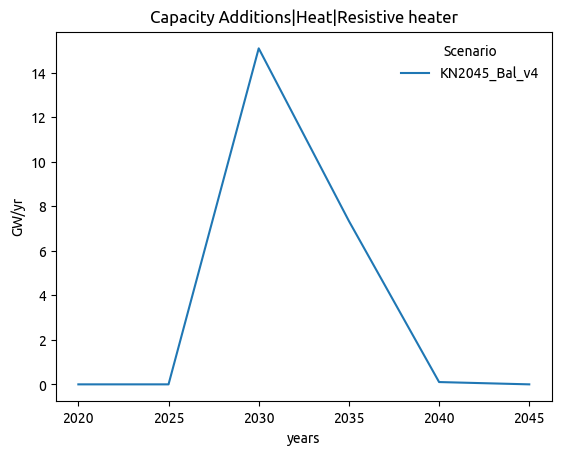 Capacity Additions|Heat|Resistive heater
Scenario
KN2045_Bal_v4
GW/yr
14
12
10
8
6
4
2
0
2020 2025 2030 2035 2040 2045
years